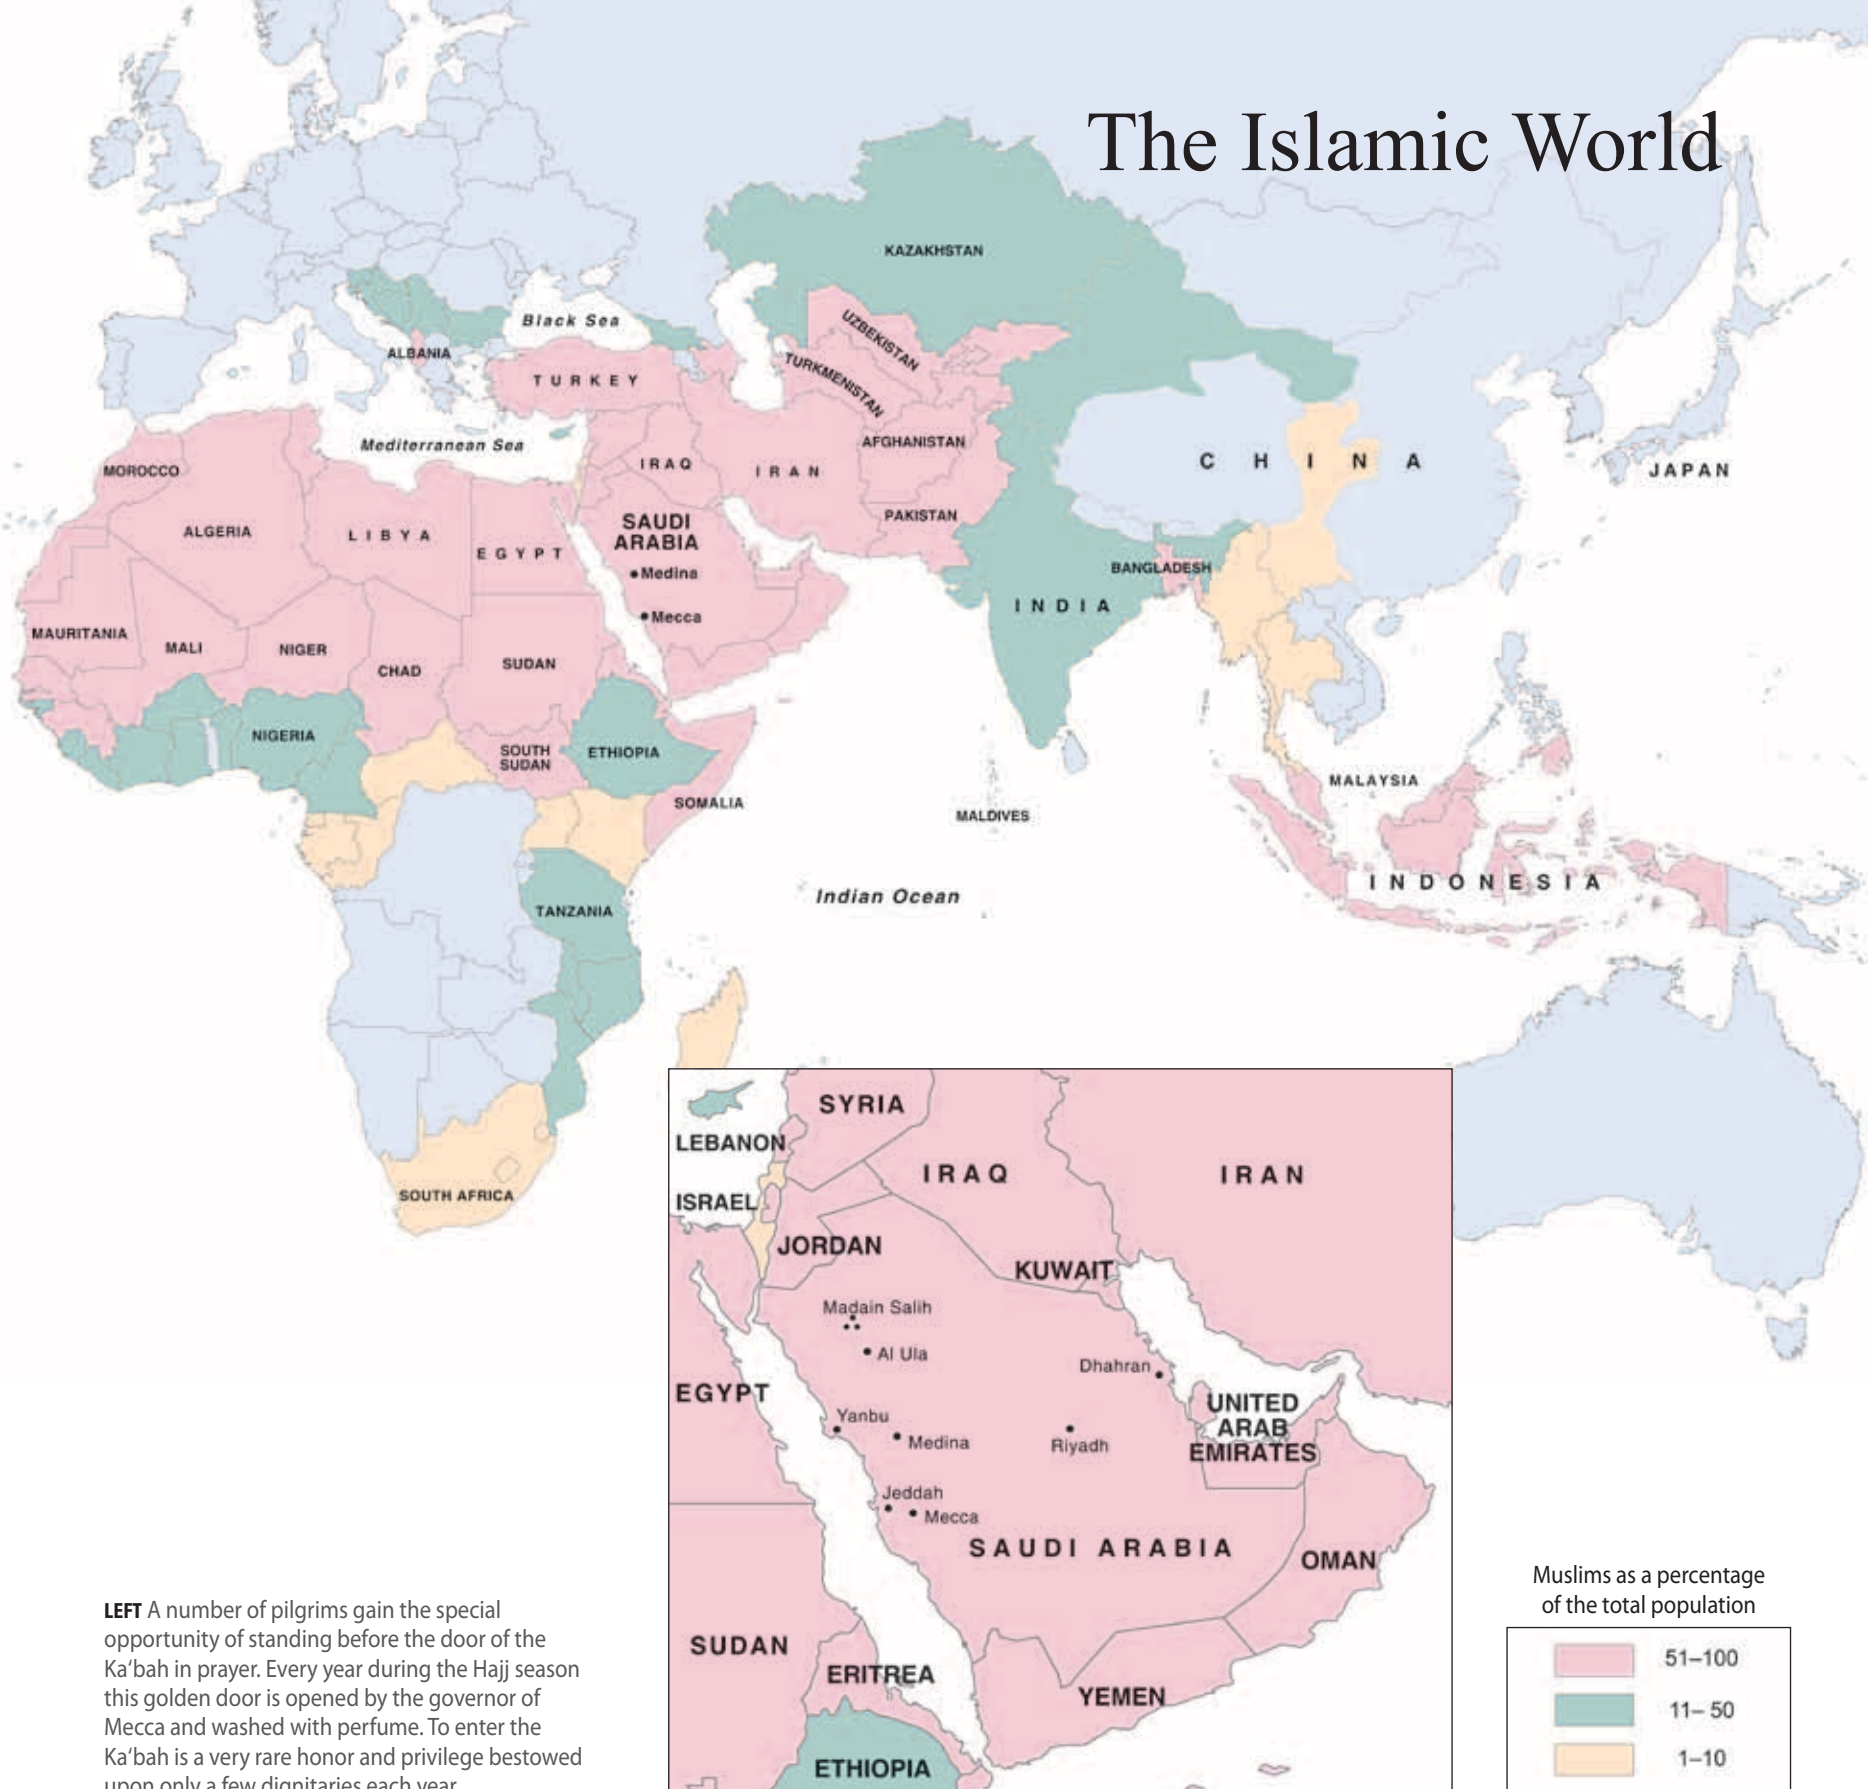 The Islamic World
KAZAKHSTAN
UZBEKISTAN
Black Sea
ALBANIA
TURKEY
TURKMENISTAN
Mediterranean Sea
AFGHANISTAN
MOROCCO
IRAQ
IRAN
CHINA
JAPAN
PAKISTAN
ALGERIA
LIBYA
EGYPT
SAUDI
ARABIA
Medina
Mecca
BANGLADESH
INDIA
MAURITANIA
MALI
NIGER
CHAD
SUDAN
NIGERIA
SOUTH
SUDAN
ETHIOPIA
SOMALIA
MALDIVES
MALAYSIA
INDONESIA
Indian Ocean
TANZANIA
SOUTH AFRICA
SYRIA
LEBANON
IRAQ
IRAN
ISRAEL
JORDAN
KUWAIT
Madain Salih
Al Ula
Dhahran
EGYPT
UNITED
ARAB
EMIRATES
Yanbu
Medina
Riyadh
Jeddah
Mecca
SAUDI ARABIA
OMAN
SUDAN
ERITREA
YEMEN
ETHIOPIA
Muslims as a percentage
of the total population
51–100
11– 50
1–10
LEFT A number of pilgrims gain the special
opportunity of standing before the door of the
Ka‘bah in prayer. Every year during the Hajj season
this golden door is opened by the governor of
Mecca and washed with perfume. To enter the
Ka‘bah is a very rare honor and privilege bestowed
upon only a few dignitaries each year.